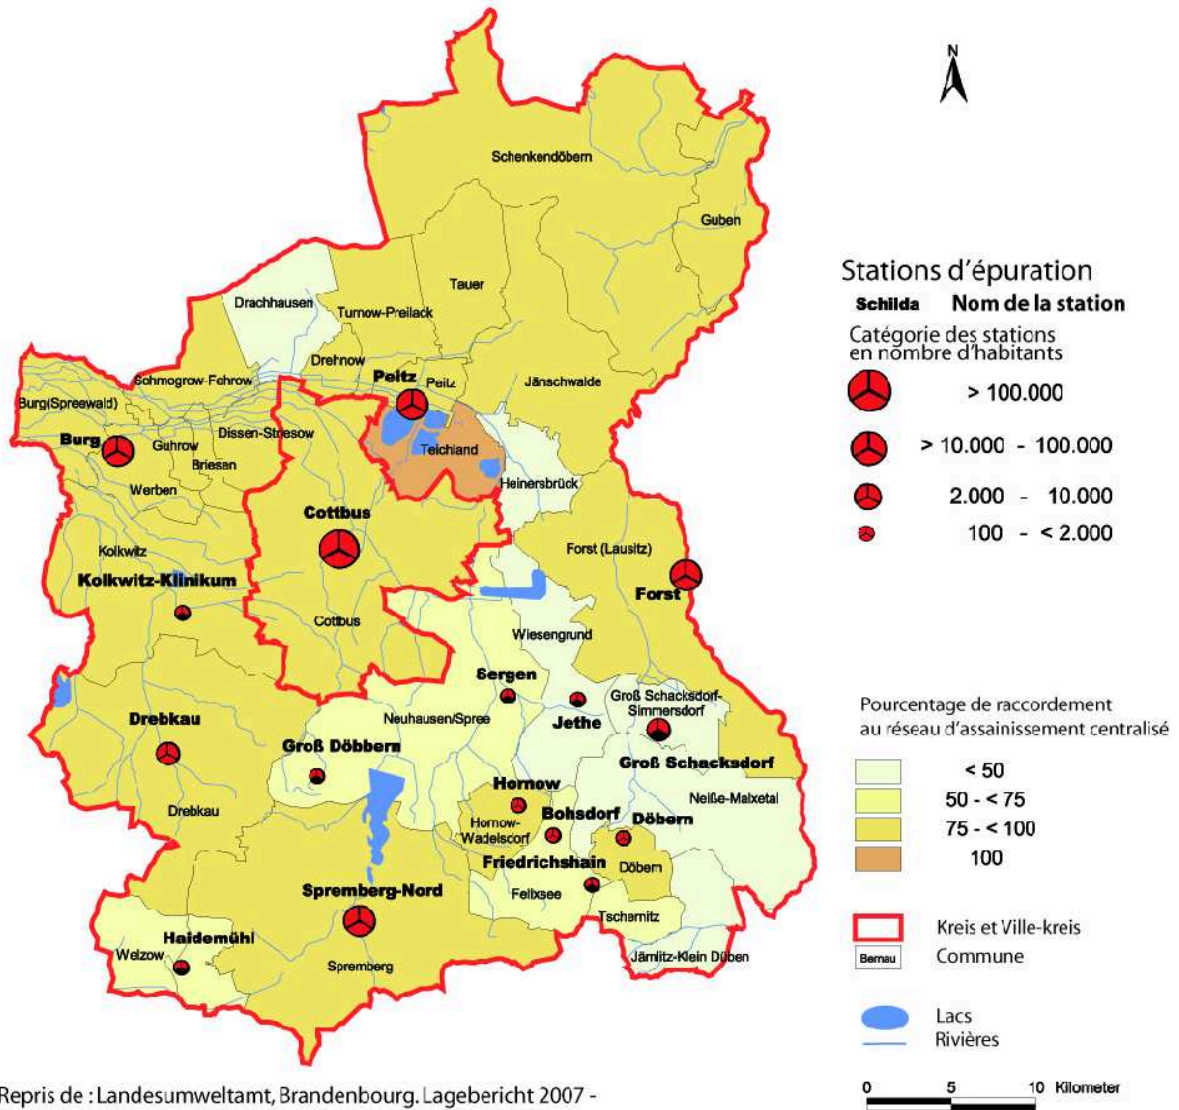 N
Schenkendöbern
Guben
Tauer
Drachhausen
Turnow-Preilack
Drehnow
Schmogrow-Fehrow
Peitz
Peitz
Jänschwalde
Burg(Spreewald)
Burg
Guhrow
Dissen-Striesow
Briesen
Teichland
Werben
Heinersbrück
Cottbus
Kolkwitz
Forst (Lausitz)
Kolkwitz-Klinikum
Forst
Cottbus
Wiesengrund
Sergen
Groß Schacksdorf-
Simmersdorf
Drebkau
Neuhausen/Spree
Jethe
Groß Döbbern
Groß Schacksdorf
Hornow
Neiße-Malxetal
Drebkau
Bohsdorf
Döbern
Hornow-
Wadelsdorf
Friedrichshain
Döbern
Spremberg-Nord
Felixsee
Tschernitz
Haidemühl
Welzow
Spremberg
Jämlitz-Klein Düben
Stations d'épuration
Schilda Nom de la station
Catégorie des stations
en nombre d'habitants
> 100.000
> 10.000 - 100.000
2.000 - 10.000
100 - < 2.000
Pourcentage de raccordement
au réseau d'assainissement centralisé
< 50
50 - < 75
75 - < 100
100
Kreis et Ville-kreis
Bernau Commune
Lacs
Rivières
0 5 10 Kilometer
Repris de : Landesumweltamt, Brandenbourg. Lagebericht 2007 -